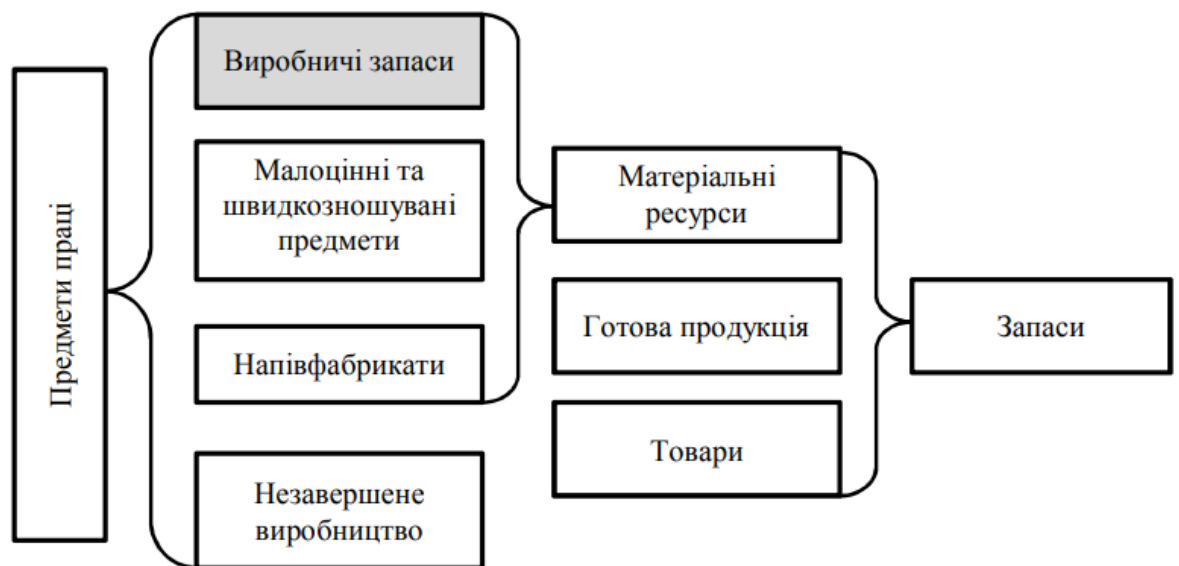 Предмети праці
Виробничі запаси
Малоцінні та
швидкозношувані
предмети
Напівфабрикати
Незавершене
виробництво
Матеріальні
ресурси
Готова продукція
Товари
Запаси